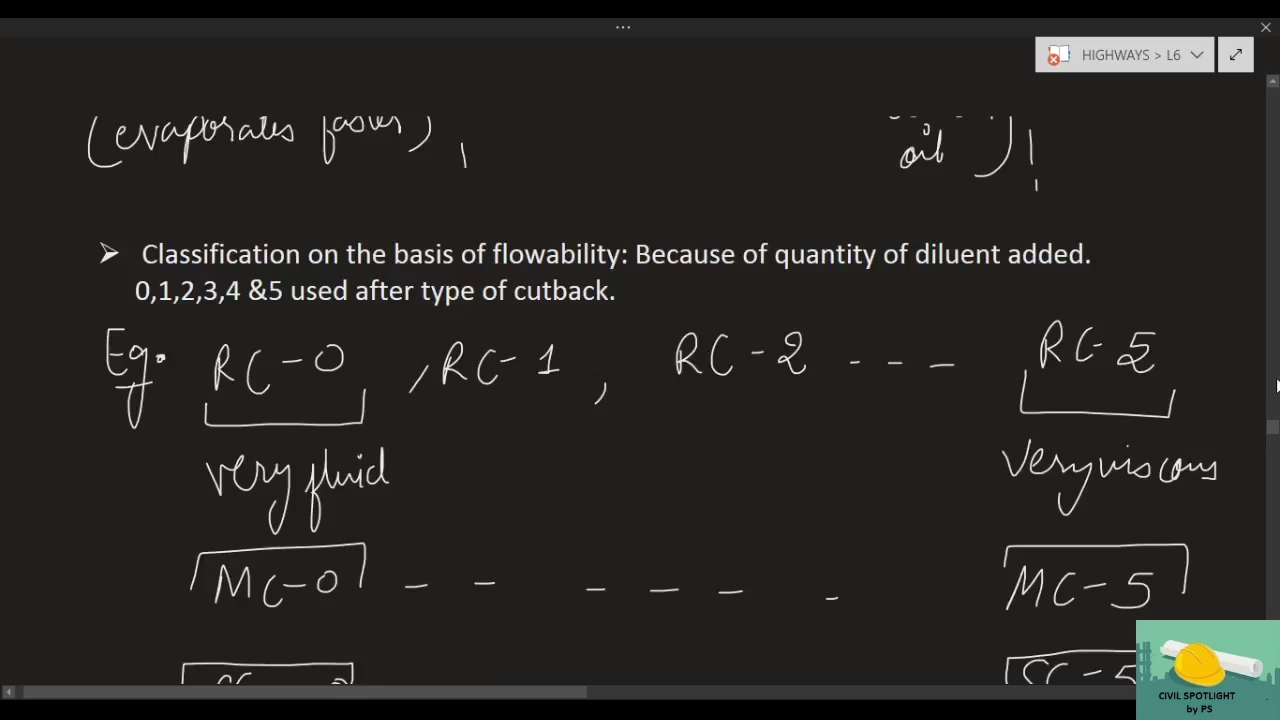 HIGHWAYS > L6
(evaporates faster)
oil)
➤ Classification on the basis of flowability: Because of quantity of diluent added.
0,1,2,3,4 &5 used after type of cutback.
Eg. RC-0 , RC-1 , RC-2 - - - RC-5
very fluid Very viscous
MC-0 - - - - - - MC-5
SC-5
CIVIL SPOTLIGHT
by PS